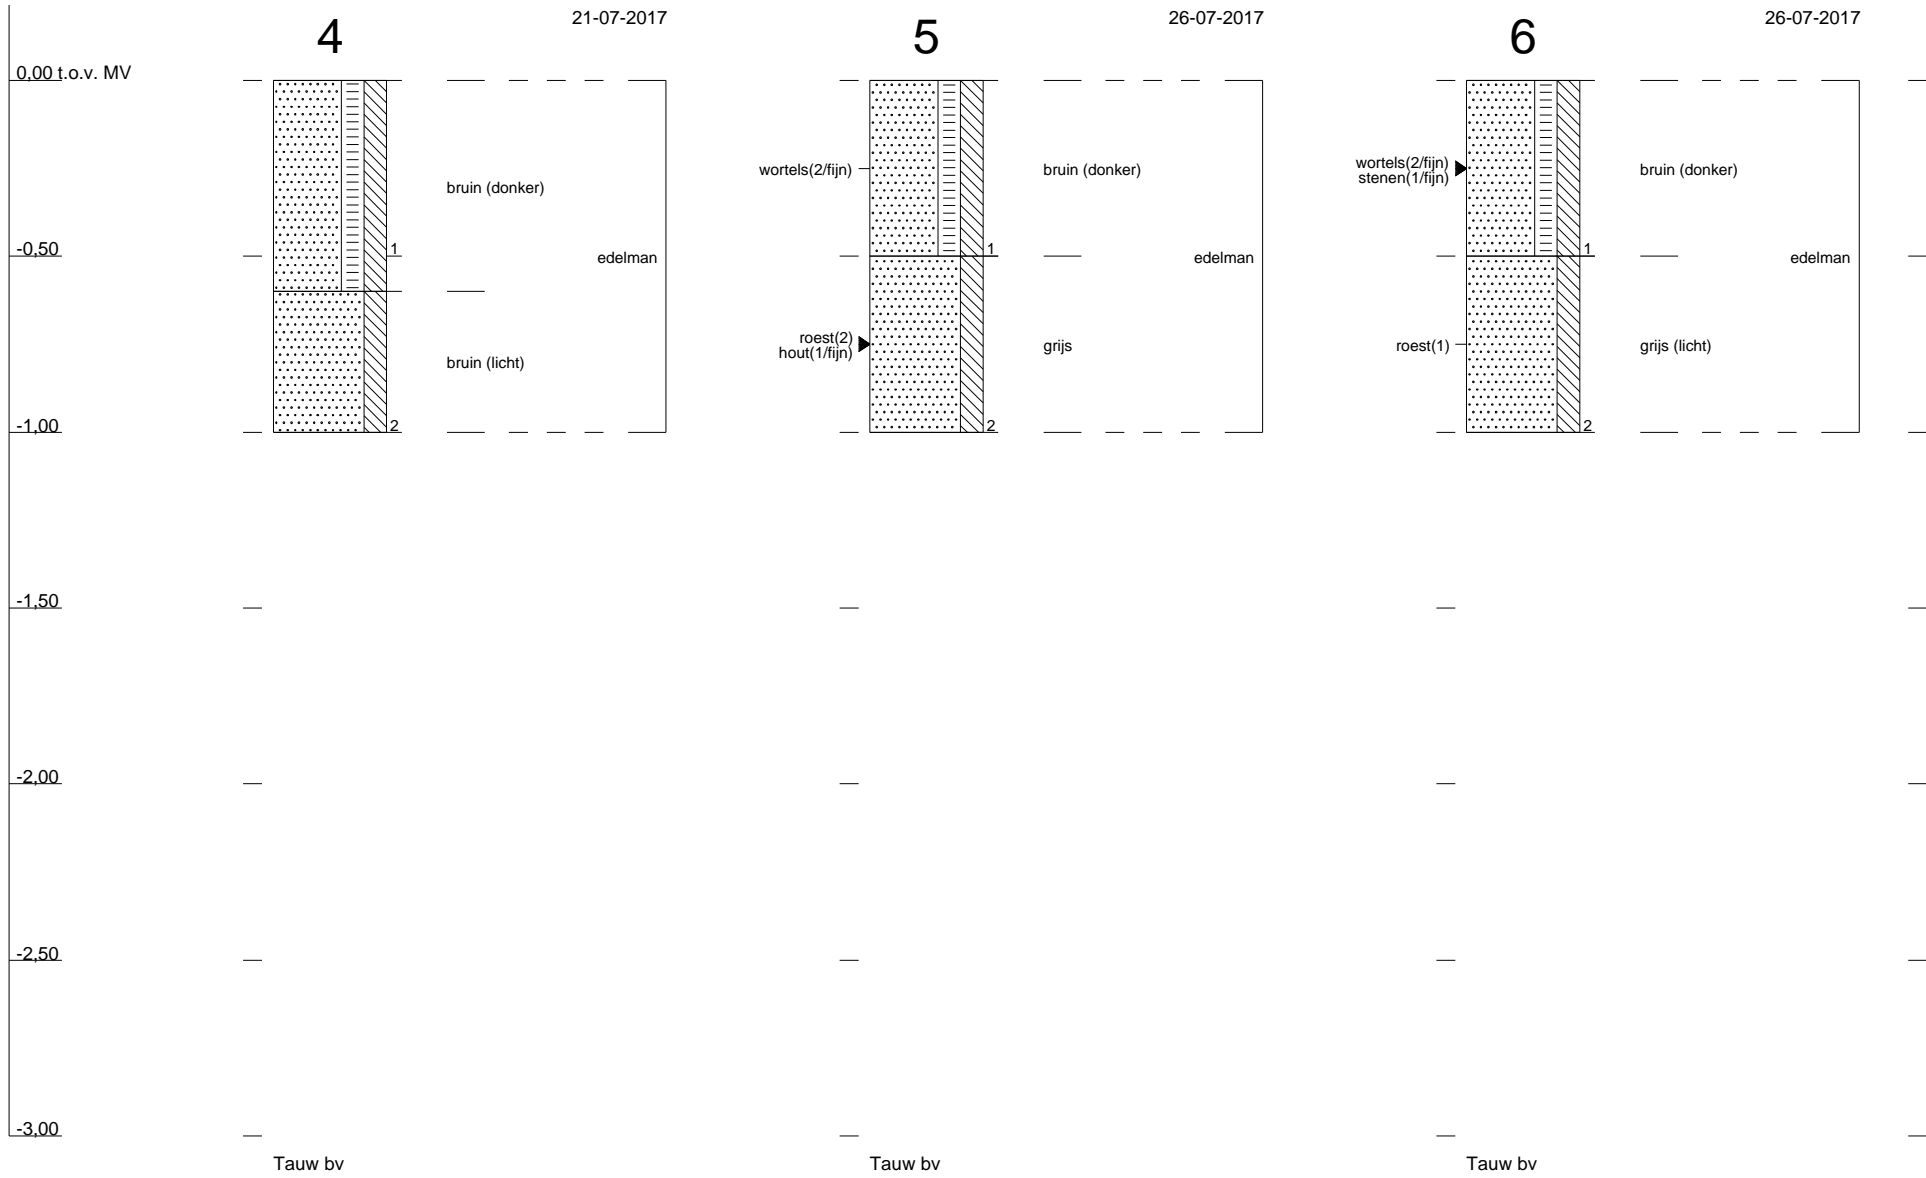 4
21-07-2017
5
26-07-2017
6
26-07-2017
0,00 t.o.v. MV
-0,50
-1,00
-1,50
-2,00
-2,50
-3,00
bruin (donker)
1
edelman
bruin (licht)
2
Tauw bv
wortels(2/fijn)
bruin (donker)
1
edelman
roest(2)
hout(1/fijn)
grijs
2
Tauw bv
wortels(2/fijn)
stenen(1/fijn)
bruin (donker)
1
edelman
roest(1)
grijs (licht)
2
Tauw bv